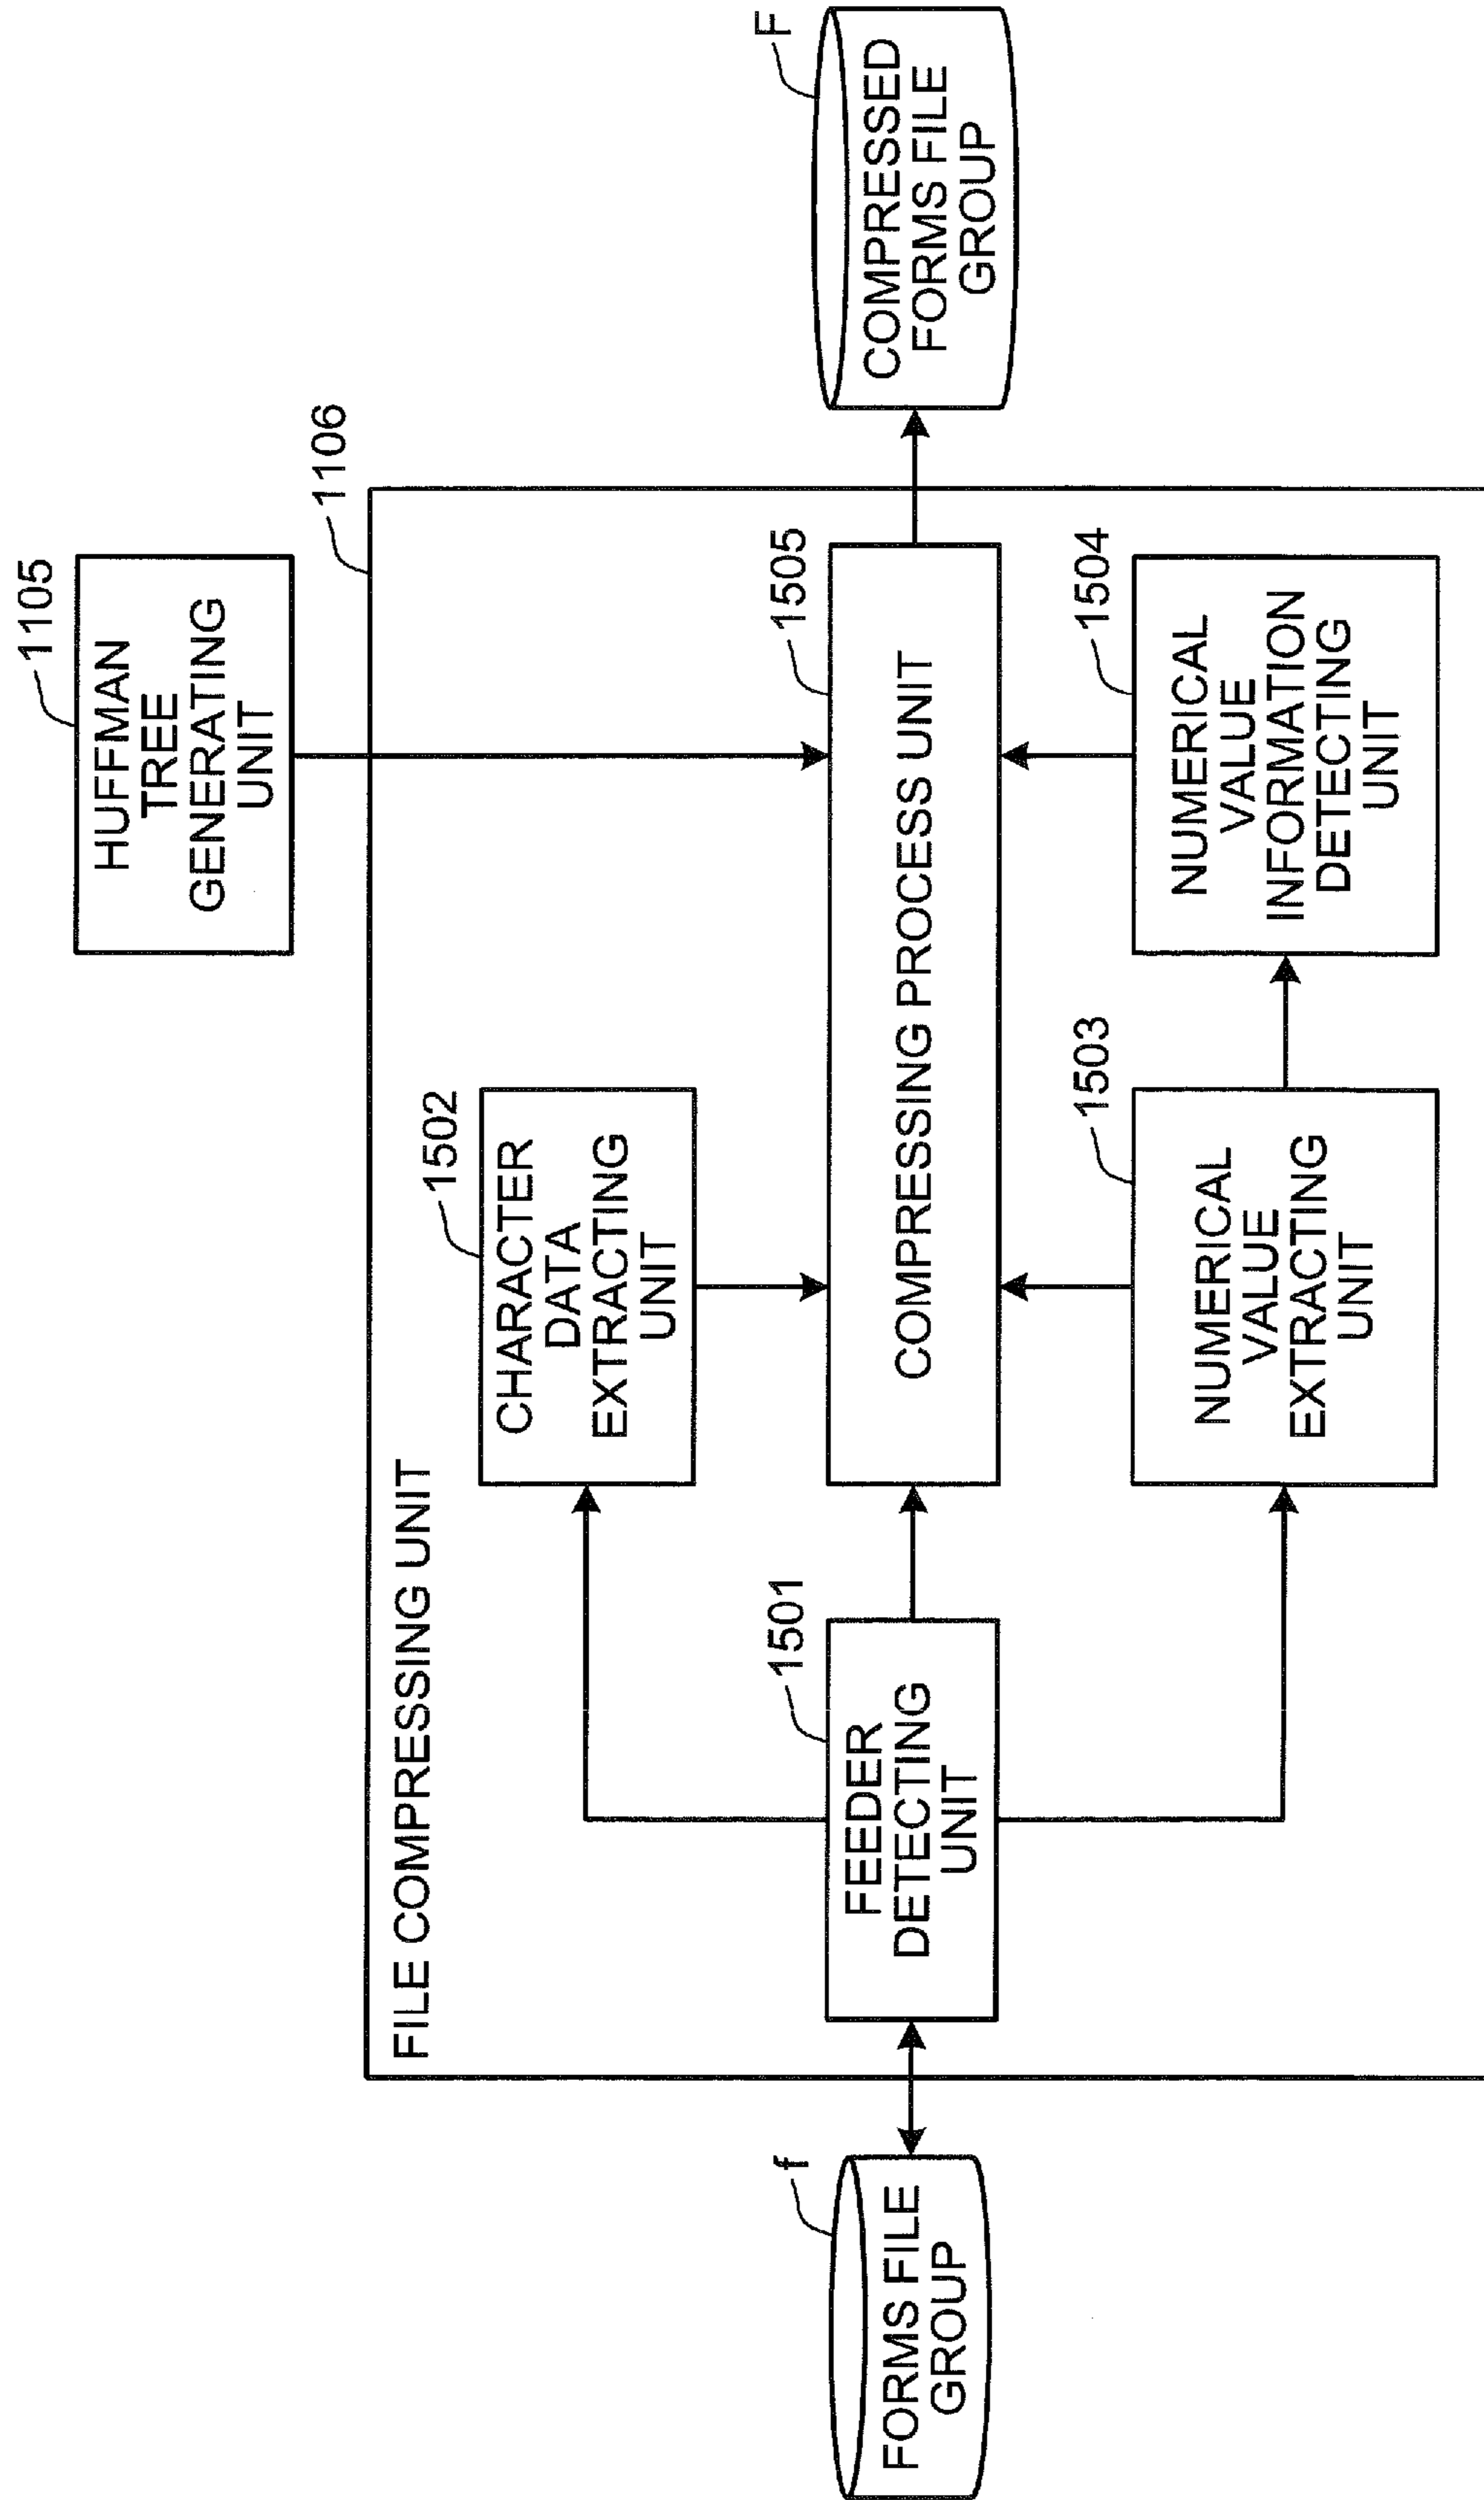 1105
HUFFMAN
TREE
GENERATING
UNIT
1106
FILE COMPRESSING UNIT
1502
CHARACTER
DATA
EXTRACTING
UNIT
f
FORMS FILE
GROUP
1501
FEEDER
DETECTING
UNIT
1505
COMPRESSING PROCESS UNIT
F
COMPRESSED
FORMS FILE
GROUP
1503
NUMERICAL
VALUE
EXTRACTING
UNIT
1504
NUMERICAL
VALUE
INFORMATION
DETECTING
UNIT